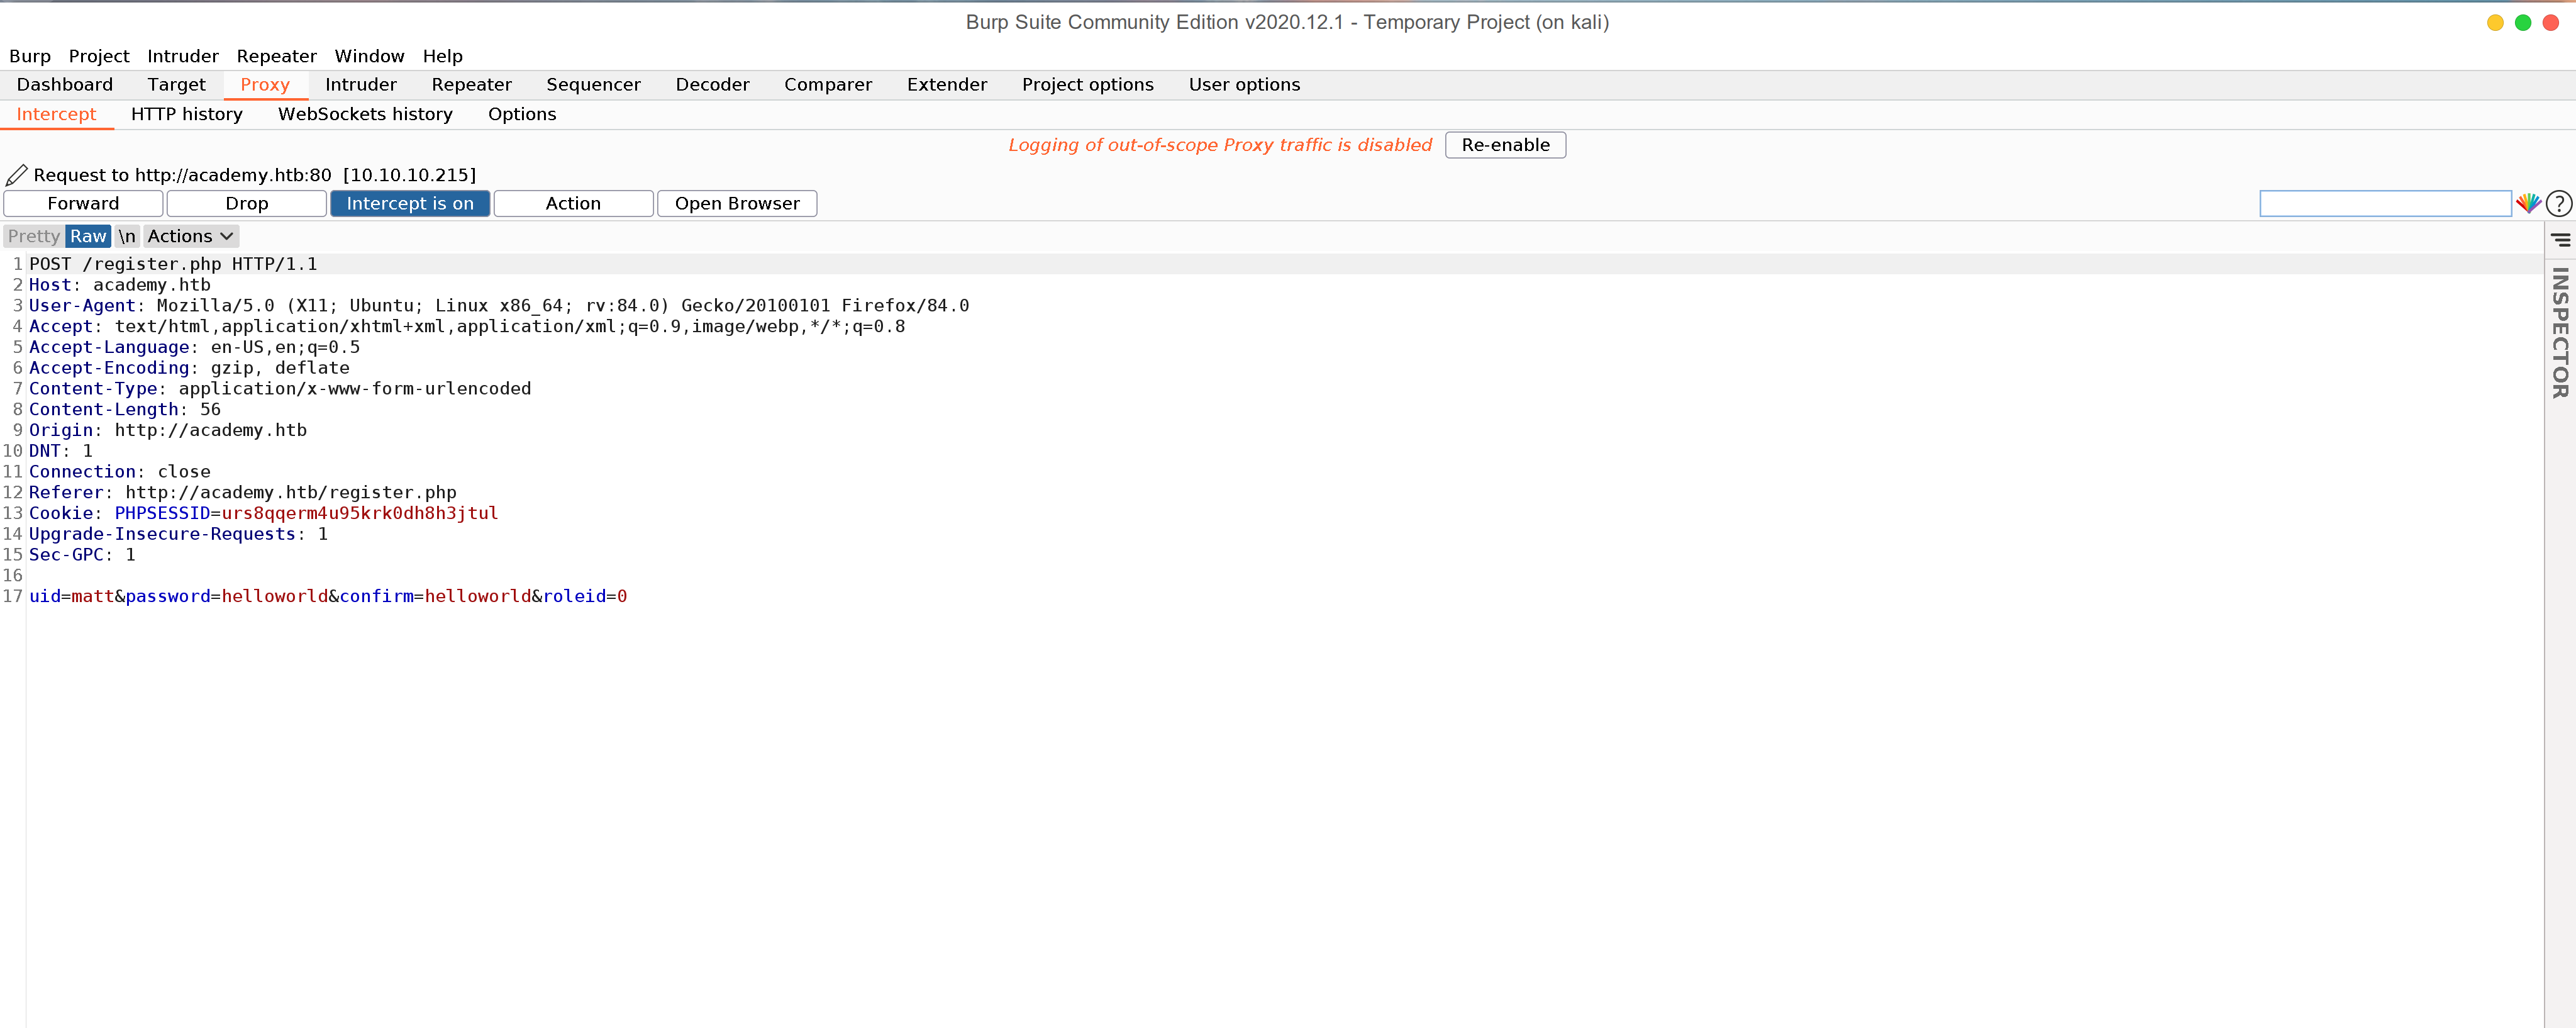 Burp Suite Community Edition v2020.12.1 - Temporary Project (on kali)
Burp Project Intruder Repeater Window Help
Dashboard Target Proxy Intruder Repeater Sequencer Decoder Comparer Extender Project options User options
Intercept HTTP history WebSockets history Options
Logging of out-of-scope Proxy traffic is disabled Re-enable
Request to http://academy.htb:80 [10.10.10.215]
Forward Drop Intercept is on Action Open Browser ?
Pretty Raw \n Actions
INSPECTOR
1 POST /register.php HTTP/1.1
2 Host: academy.htb
3 User-Agent: Mozilla/5.0 (X11; Ubuntu; Linux x86_64; rv:84.0) Gecko/20100101 Firefox/84.0
4 Accept: text/html,application/xhtml+xml,application/xml;q=0.9,image/webp,*/*;q=0.8
5 Accept-Language: en-US,en;q=0.5
6 Accept-Encoding: gzip, deflate
7 Content-Type: application/x-www-form-urlencoded
8 Content-Length: 56
9 Origin: http://academy.htb
10 DNT: 1
11 Connection: close
12 Referer: http://academy.htb/register.php
13 Cookie: PHPSESSID=urs8qqerm4u95krk0dh8h3jtul
14 Upgrade-Insecure-Requests: 1
15 Sec-GPC: 1
16
17 uid=matt&password=helloworld&confirm=helloworld&roleid=0